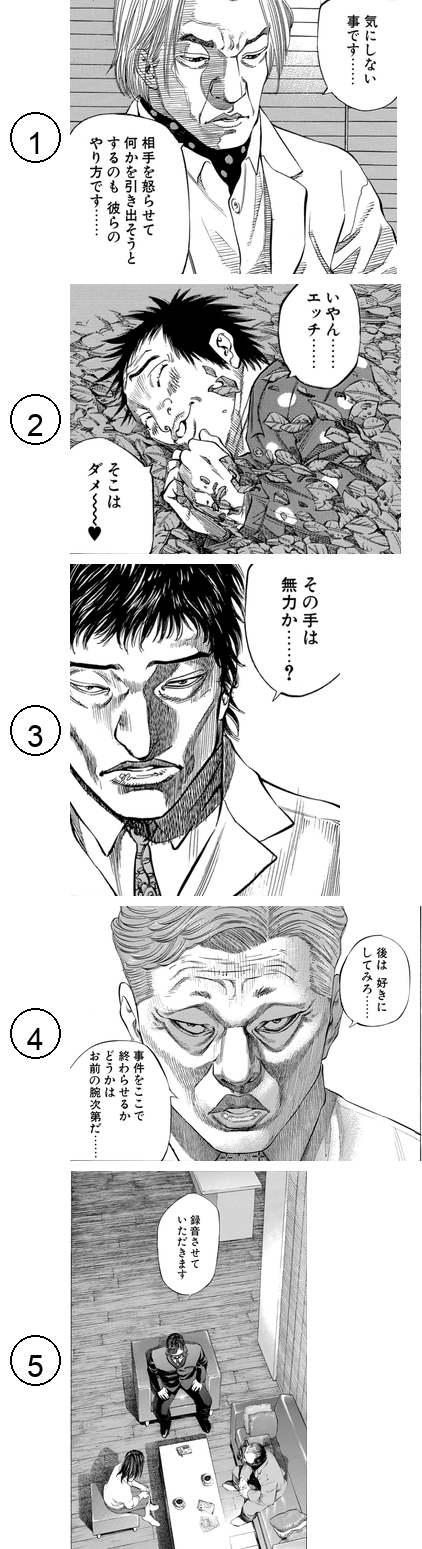 1
気にしない
事です……
相手を怒らせて
何かを引き出そうと
するのも 彼らの
やり方です……
2
いやん……
エッチ……
そこは
ダメ〜〜♥
3
その手は
無力か……?
4
後は 好きに
してみろ……
事件をここで
終わらせるか
どうかは
お前の腕次第だ……
5
録音させて
いただきます